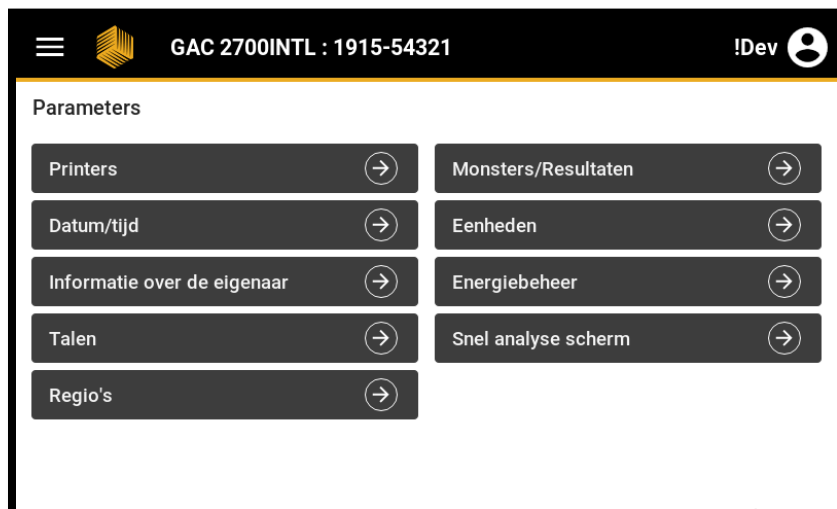 GAC 2700INTL : 1915-54321
!Dev
Parameters
Printers
Monsters/Resultaten
Datum/tijd
Eenheden
Informatie over de eigenaar
Energiebeheer
Talen
Snel analyse scherm
Regio's